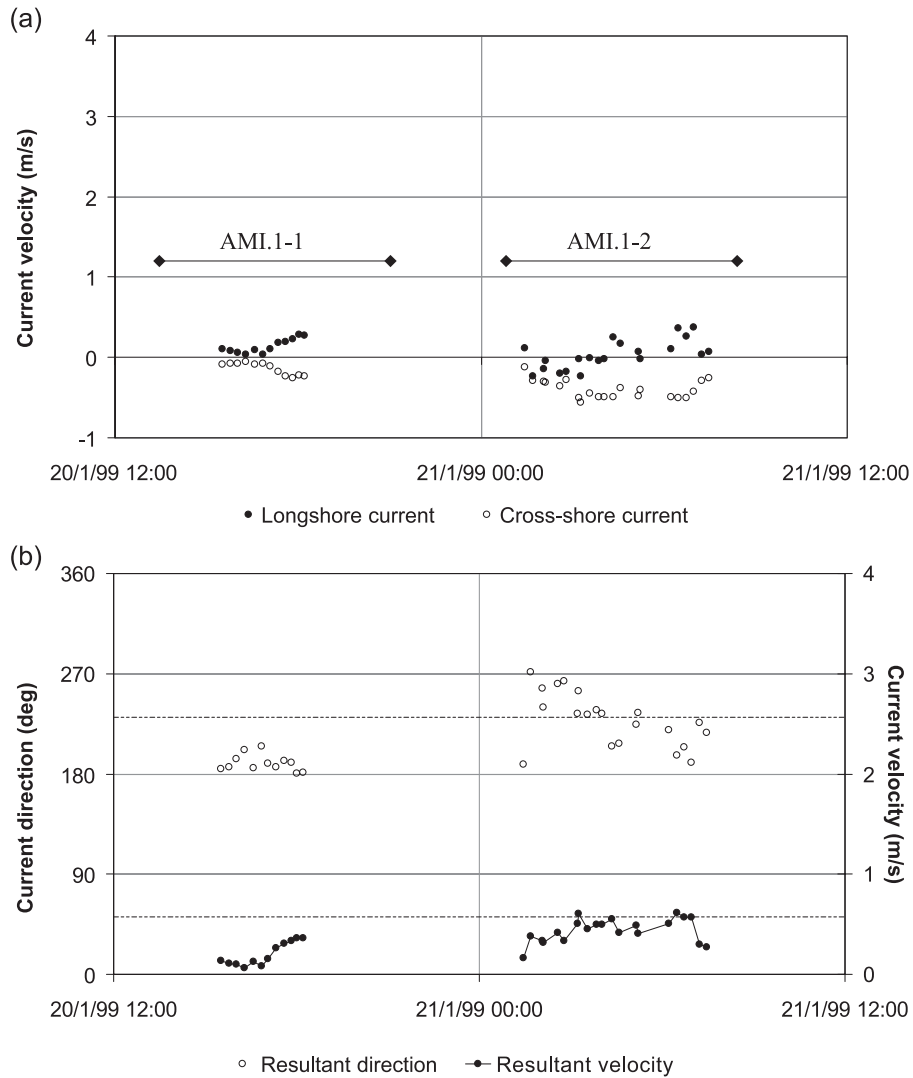 (a)
4
3
2
1
0
-1
Current velocity (m/s)
AMI.1-1
AMI.1-2
20/1/99 12:00
21/1/99 00:00
21/1/99 12:00
Longshore current
Cross-shore current
(b)
360
270
180
90
0
Current direction (deg)
4
3
2
1
0
Current velocity (m/s)
20/1/99 12:00
21/1/99 00:00
21/1/99 12:00
Resultant direction
Resultant velocity